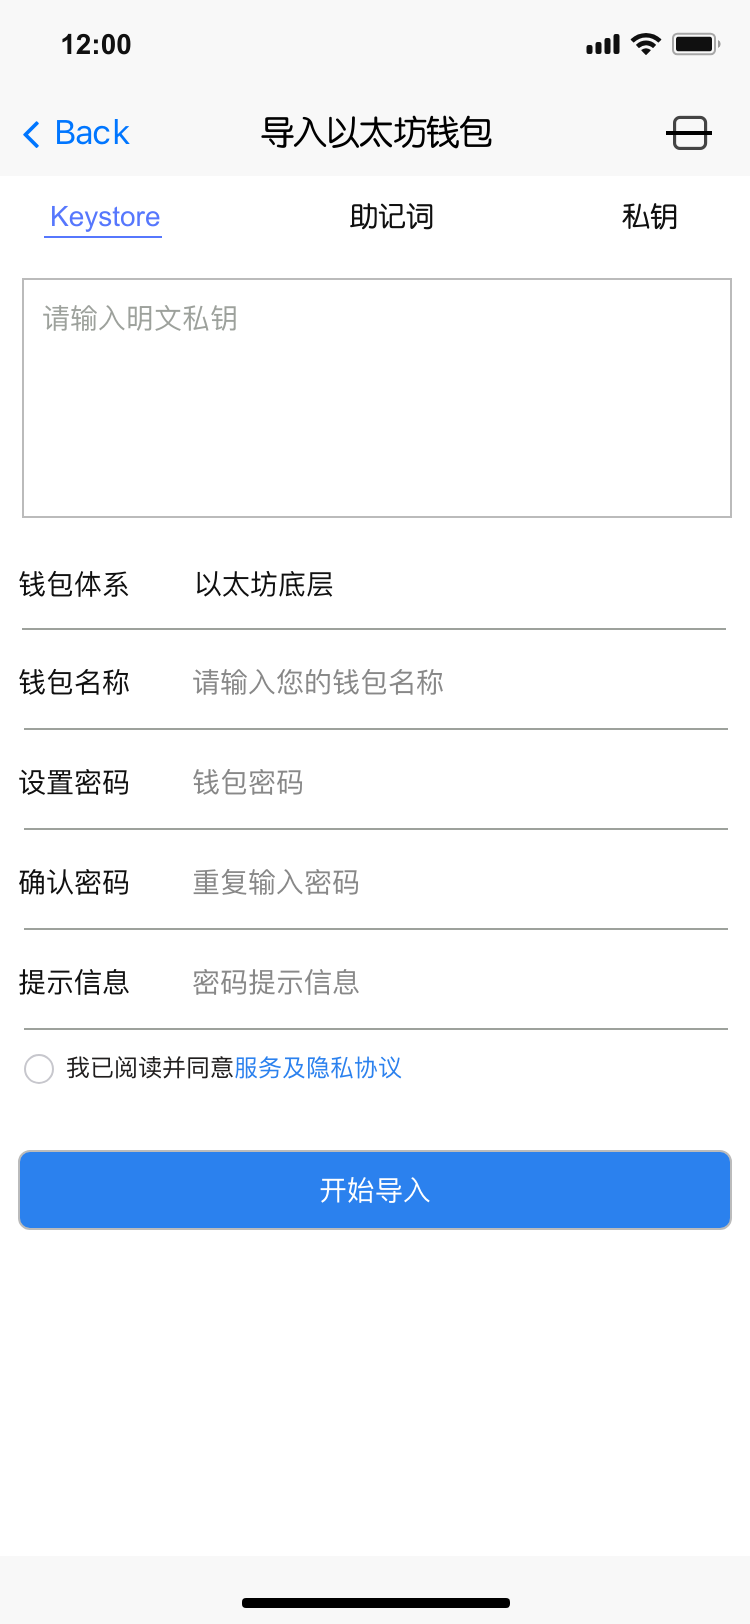 12:00
Back 导入以太坊钱包
Keystore 助记词 私钥
请输入明文私钥
钱包体系 以太坊底层
钱包名称 请输入您的钱包名称
设置密码 钱包密码
确认密码 重复输入密码
提示信息 密码提示信息
我已阅读并同意服务及隐私协议
开始导入